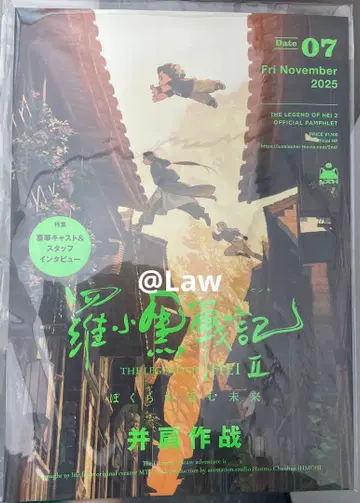 Date 07
Fri November
2025
THE LEGEND OF HEI 2
OFFICIAL PAMPHLET
特集
豪華キャスト&
スタッフ
インタビュー
@Law
羅小黒戦記
THE LEGEND OF HEI II
ぼくらが望む未来
并肩作战